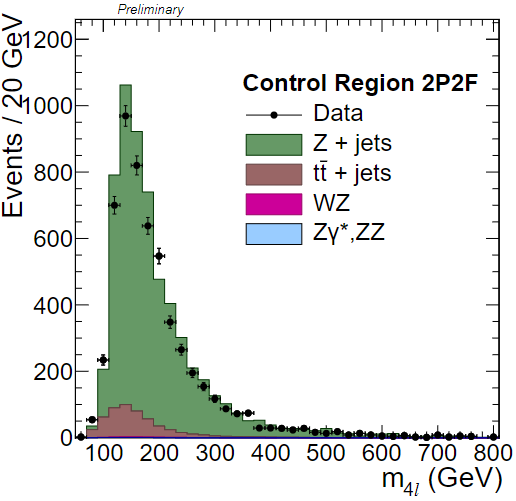 Preliminary
Events / 20 GeV
1200
1000
800
600
400
200
0
Control Region 2P2F
Data
Z + jets
tt̄ + jets
WZ
Zγ*,ZZ
100 200 300 400 500 600 700 800
m4l (GeV)